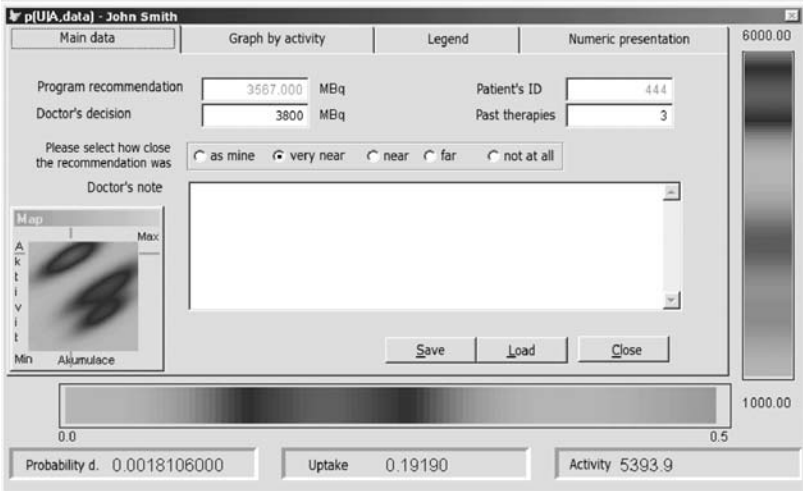 p[U|A,data] - John Smith
Main data Graph by activity Legend Numeric presentation 6000.00
Program recommendation 3567.000 MBq Patient's ID 444
Doctor's decision 3800 MBq Past therapies 3
Please select how close
the recommendation was as mine very near near far not at all
Doctor's note
Map
Max
Aktivit
Min Akumulace
Save Load Close
1000.00
0.0 0.5
Probability d. 0.0018106000 Uptake 0.19190 Activity 5393.9